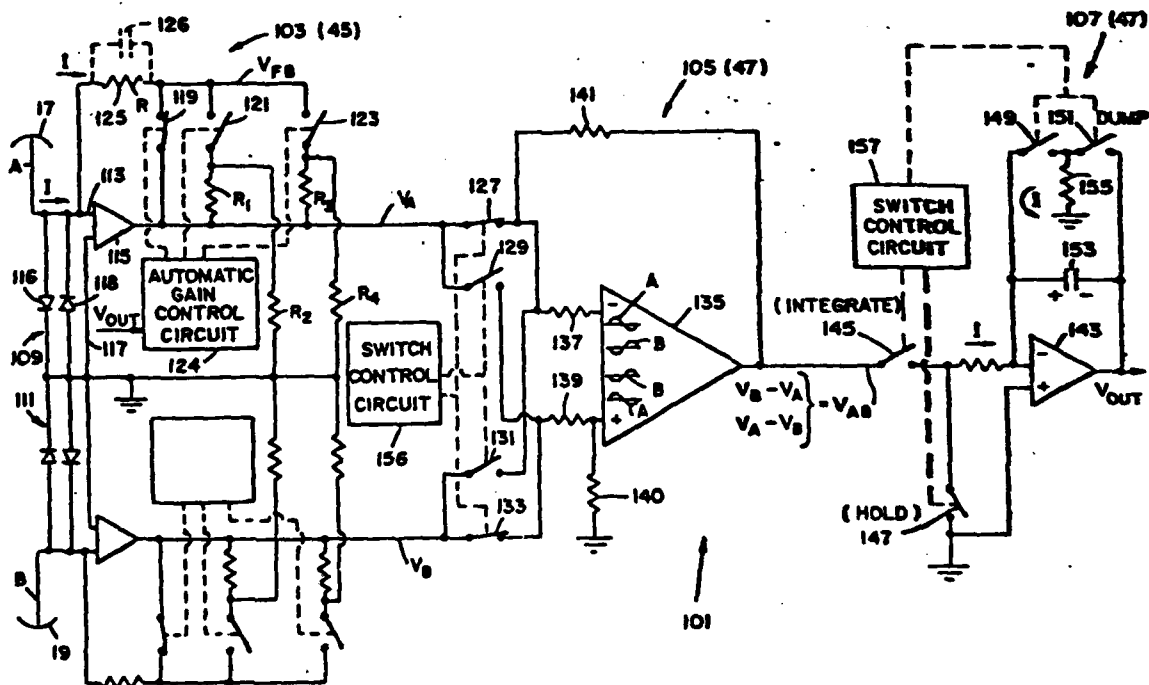 126
103 (45)
I
V_FB
107 (47)
125
R
119
121
123
105 (47)
141
17
149
151
DUMP
A
I
113
157
155
R₁
V_A
127
I
115
SWITCH
CONTROL
CIRCUIT
129
153
116
118
AUTOMATIC
GAIN
CONTROL
CIRCUIT
R₄
A
135
+ -
V_OUT
R₂
(INTEGRATE)
145
I
143
109
117
124
SWITCH
CONTROL
CIRCUIT
137
B
-
+
V_OUT
139
B
A
+
V_B-V_A
V_A-V_B
= V_AB
111
156
131
140
(HOLD)
147
133
B
V_B
101
19